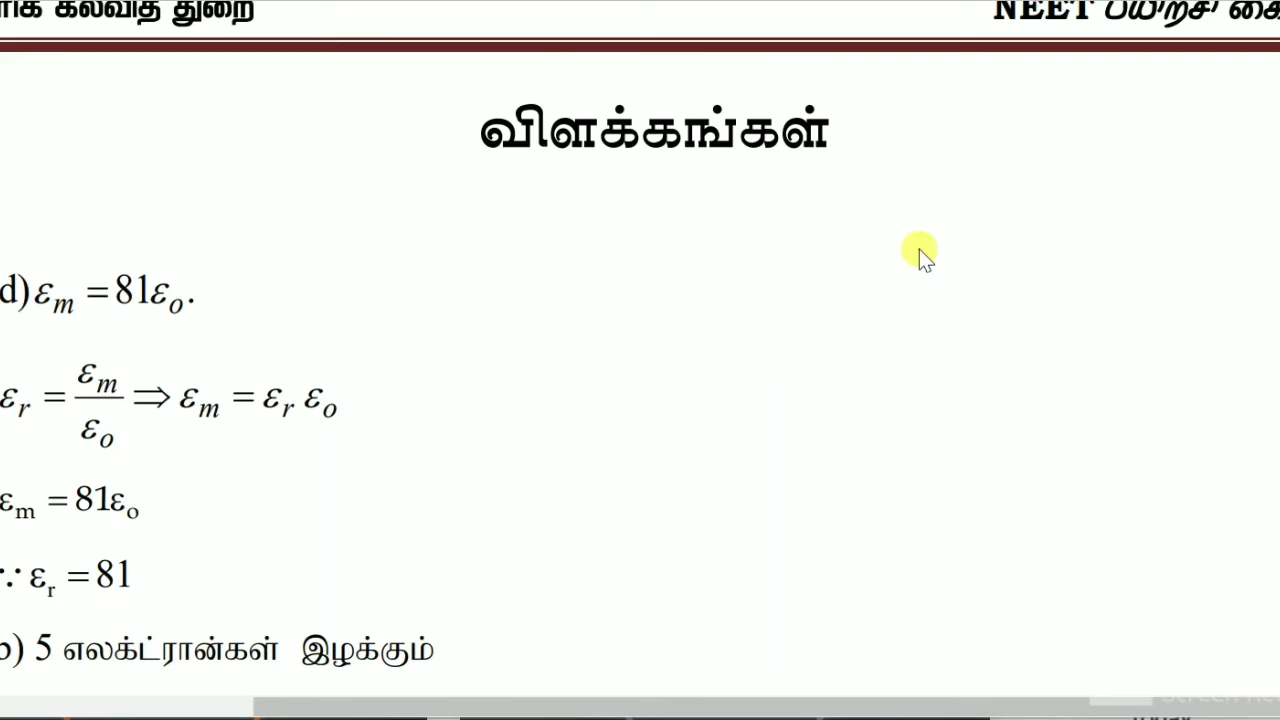 துறை NEET பயிற்சி
விளக்கங்கள்
d) εₘ = 81εₒ.
εᵣ = εₘ/εₒ ⇒ εₘ = εᵣ εₒ
εₘ = 81εₒ
∵ εᵣ = 81
b) 5 எலக்ட்ரான்கள் இழக்கும்